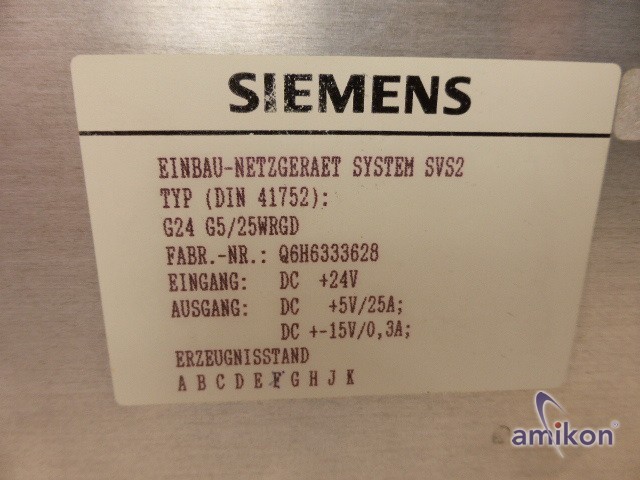 SIEMENS
EINBAU-NETZGERAET SYSTEM SVS2
TYP (DIN 41752):
G24 G5/25WRGD
FABR.-NR.: Q6H6333628
EINGANG: DC +24V
AUSGANG: DC +5V/25A;
DC +-15V/0,3A;
ERZEUGNISSTAND
A B C D E F G H J K
amikon